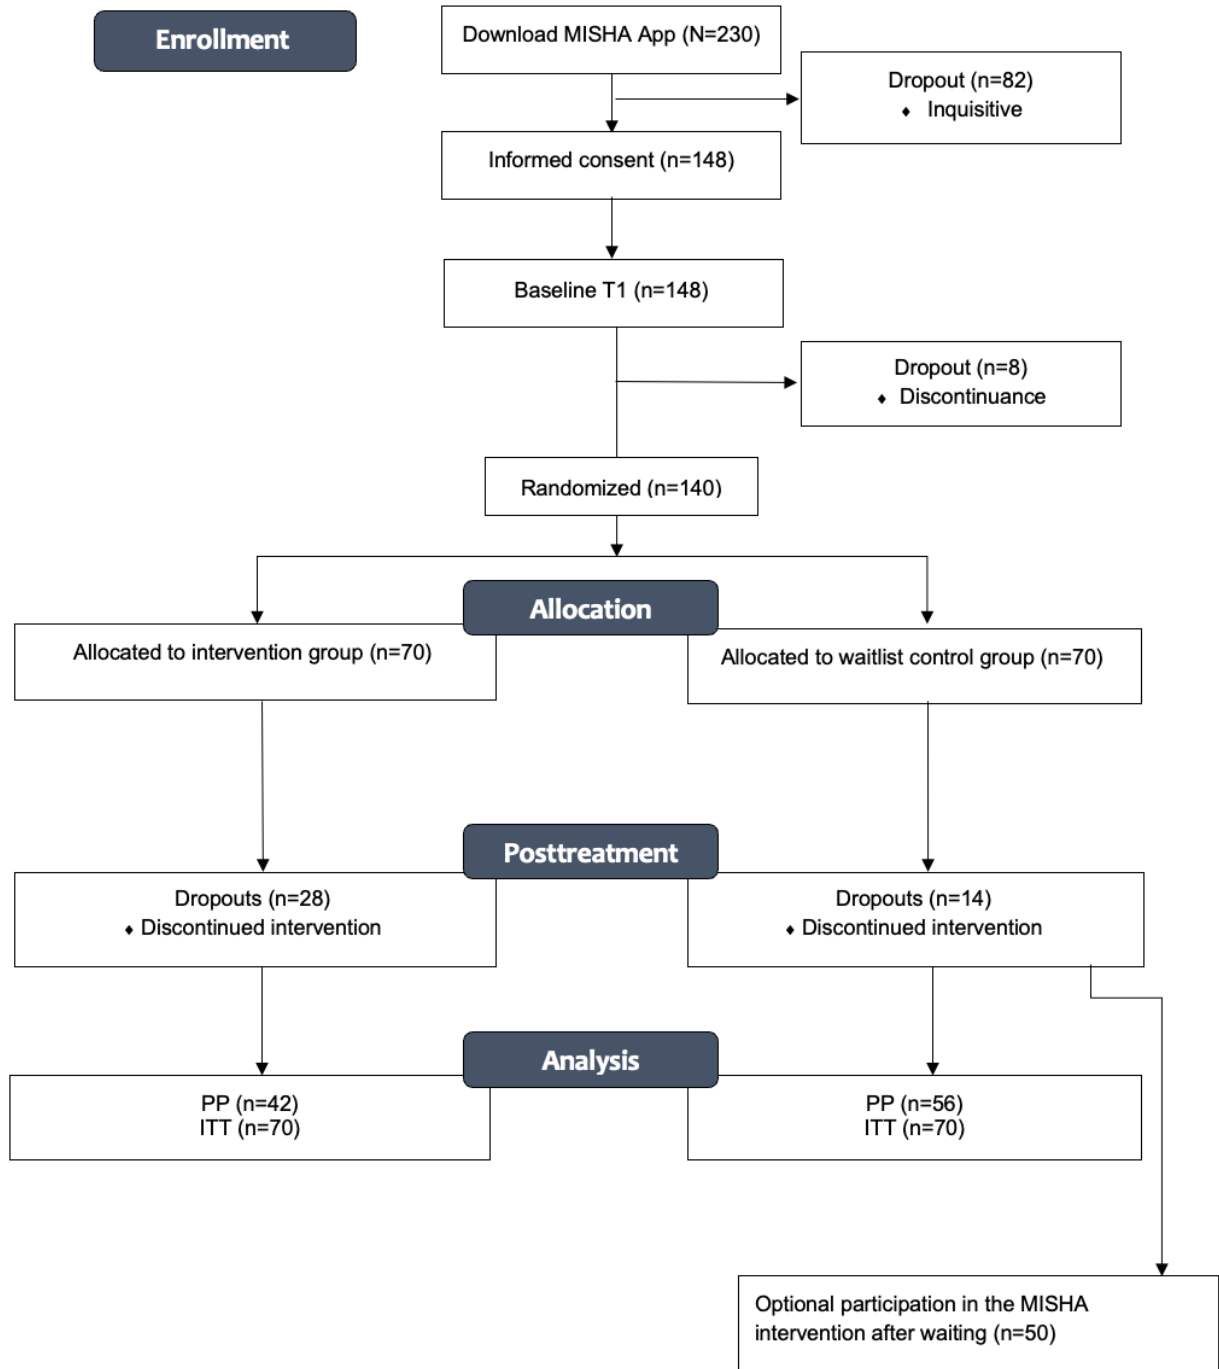 Enrollment
Download MISHA App (N=230)
Dropout (n=82)
♦ Inquisitive
Informed consent (n=148)
Baseline T1 (n=148)
Dropout (n=8)
♦ Discontinuance
Randomized (n=140)
Allocation
Allocated to intervention group (n=70)
Allocated to waitlist control group (n=70)
Posttreatment
Dropouts (n=28)
♦ Discontinued intervention
Dropouts (n=14)
♦ Discontinued intervention
Analysis
PP (n=42)
ITT (n=70)
PP (n=56)
ITT (n=70)
Optional participation in the MISHA
intervention after waiting (n=50)